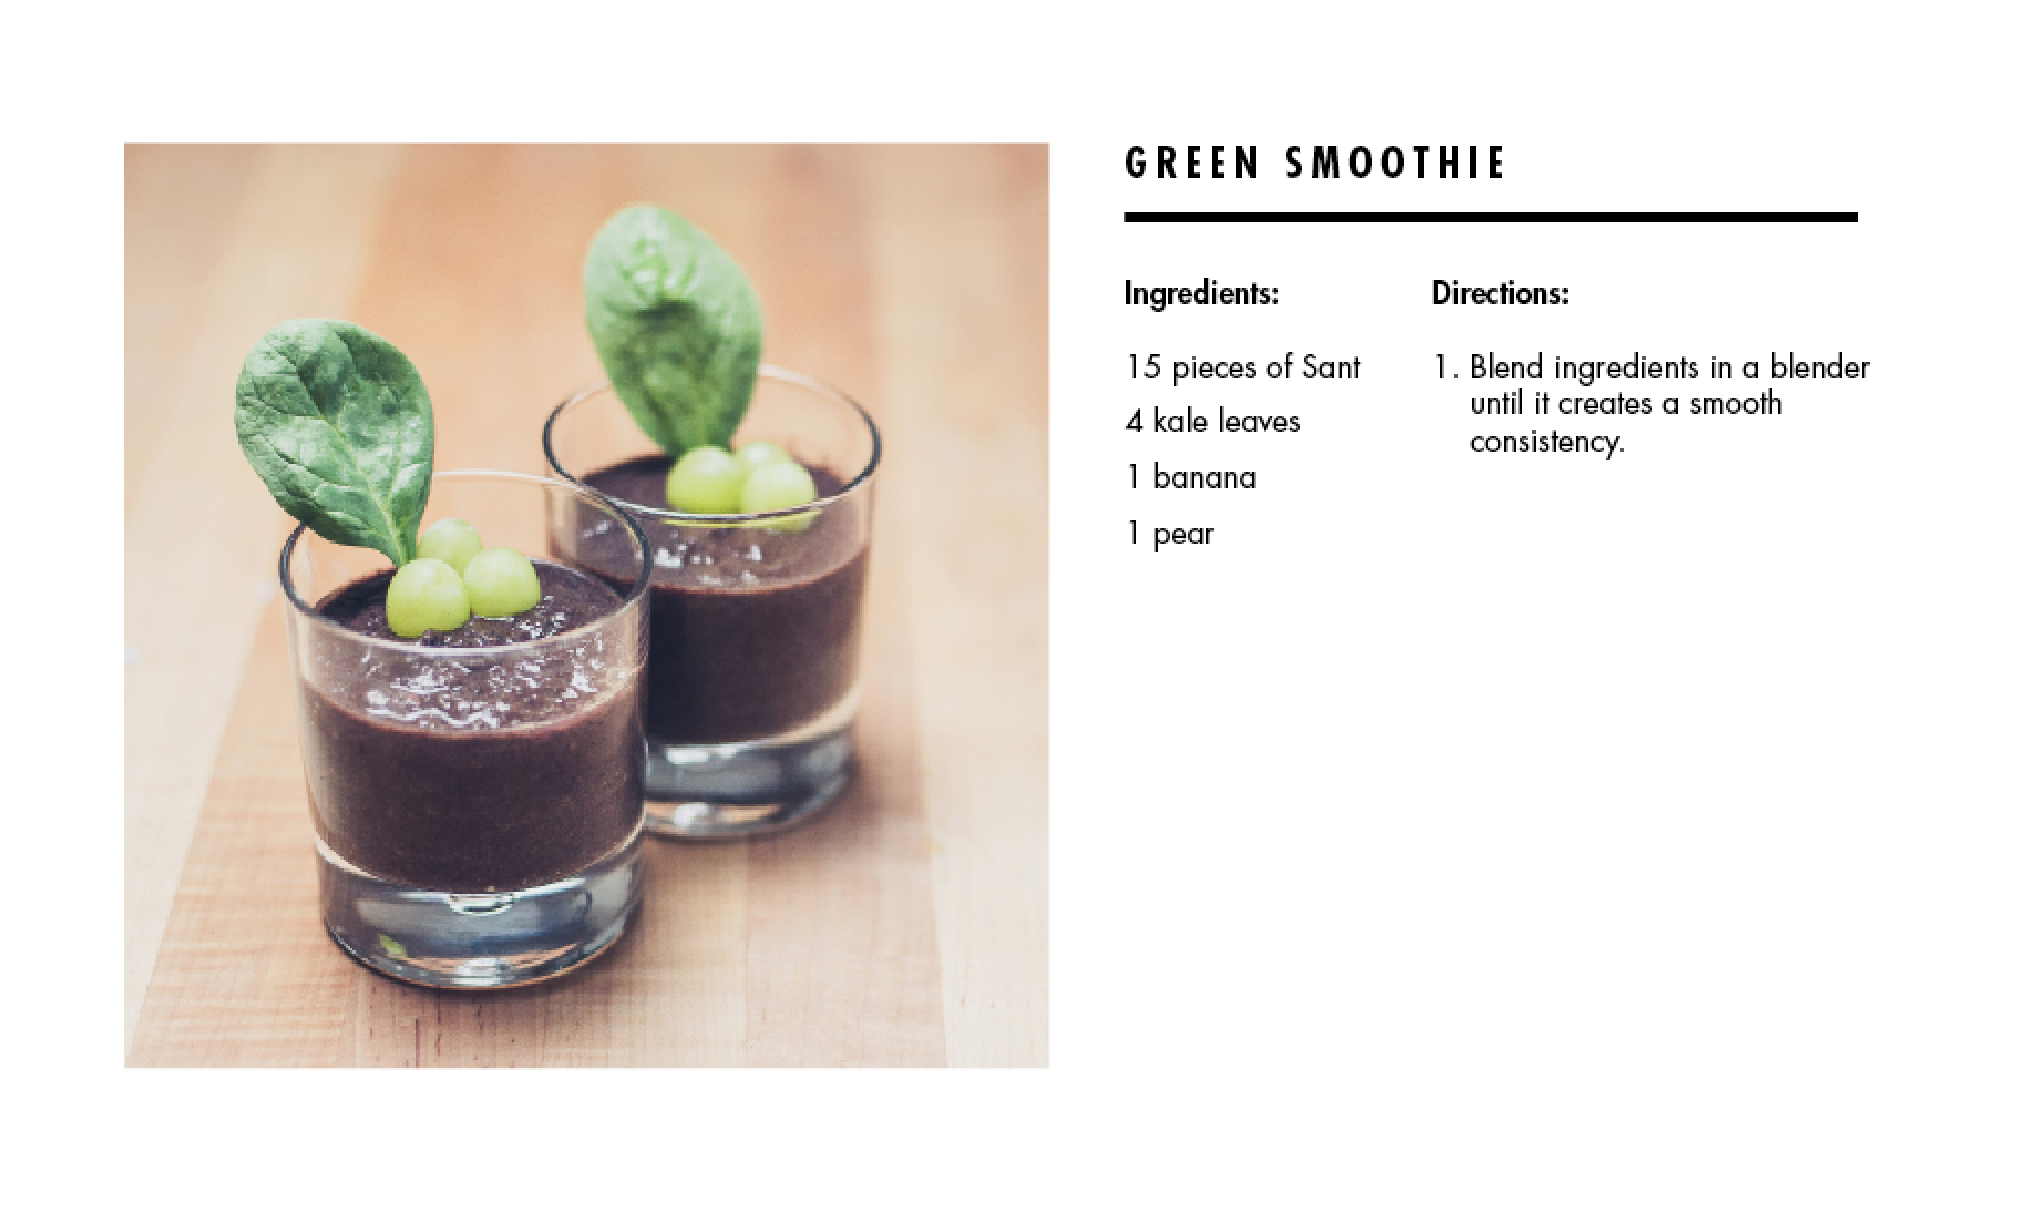 GREEN SMOOTHIE
Ingredients:
15 pieces of Sant
4 kale leaves
1 banana
1 pear
Directions:
1. Blend ingredients in a blender
until it creates a smooth
consistency.